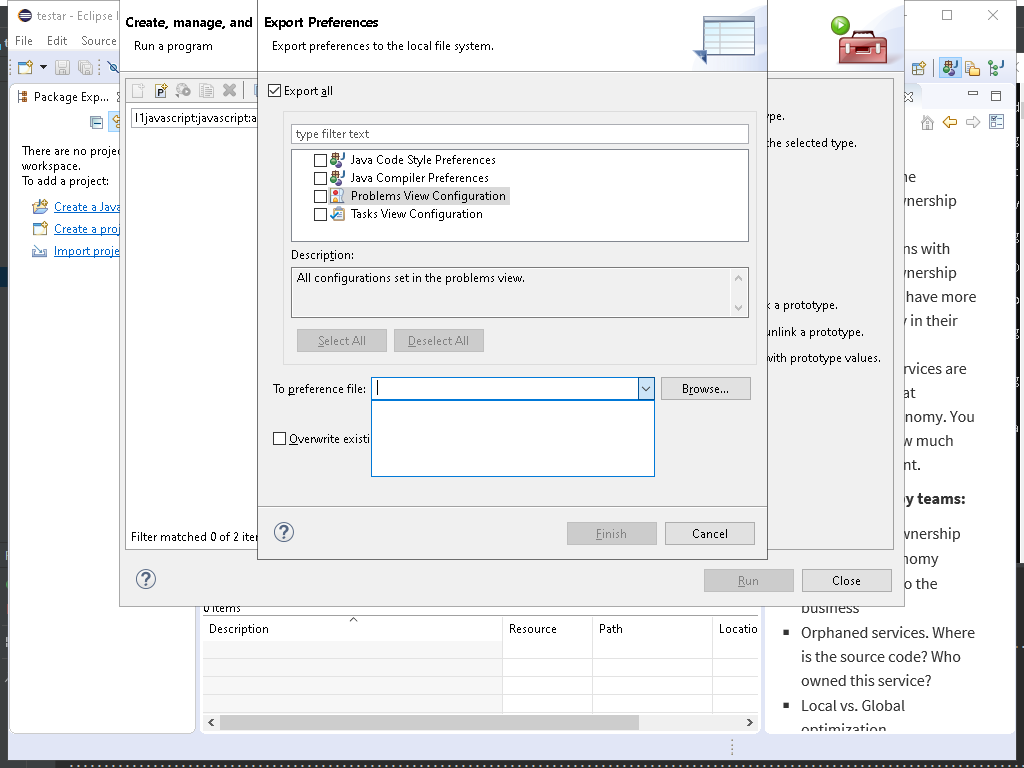 testar - Eclipse I
File Edit Source
Package Exp...
There are no proje
workspace.
To add a project:
Create a Java
Create a proj
Import proje
Create, manage, and
Run a program
l1javascript:javascript:a
Filter matched 0 of 2 iter
Export Preferences
Export preferences to the local file system.
Export all
type filter text
Java Code Style Preferences
Java Compiler Preferences
Problems View Configuration
Tasks View Configuration
Description:
All configurations set in the problems view.
Select All Deselect All
To preference file: Browse...
Overwrite existi
Finish Cancel
ype.
the selected type.
k a prototype.
unlink a prototype.
with prototype values.
Run Close
0 items
Description Resource Path Locatio
ne
wnership
ns with
wnership
have more
y in their
rvices are
at
nomy. You
w much
nt.
y teams:
wnership
nomy
o the
business
Orphaned services. Where
is the source code? Who
owned this service?
Local vs. Global
optimization